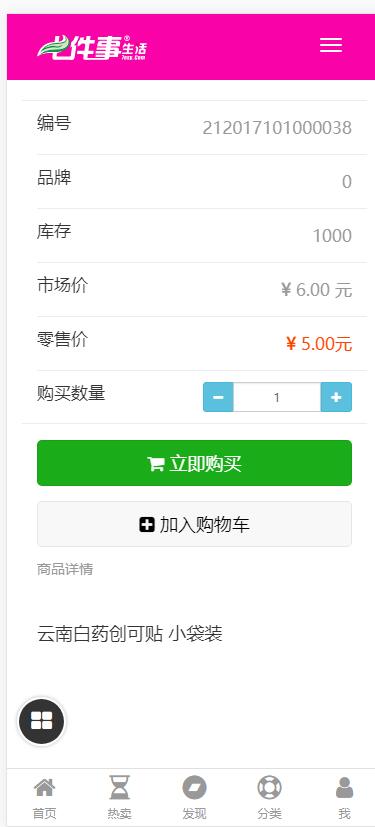 七件事生活®
编号
212017101000038
品牌
0
库存
1000
市场价
¥ 6.00 元
零售价
¥ 5.00元
购买数量
1
立即购买
加入购物车
商品详情
云南白药创可贴 小袋装
首页
热卖
发现
分类
我